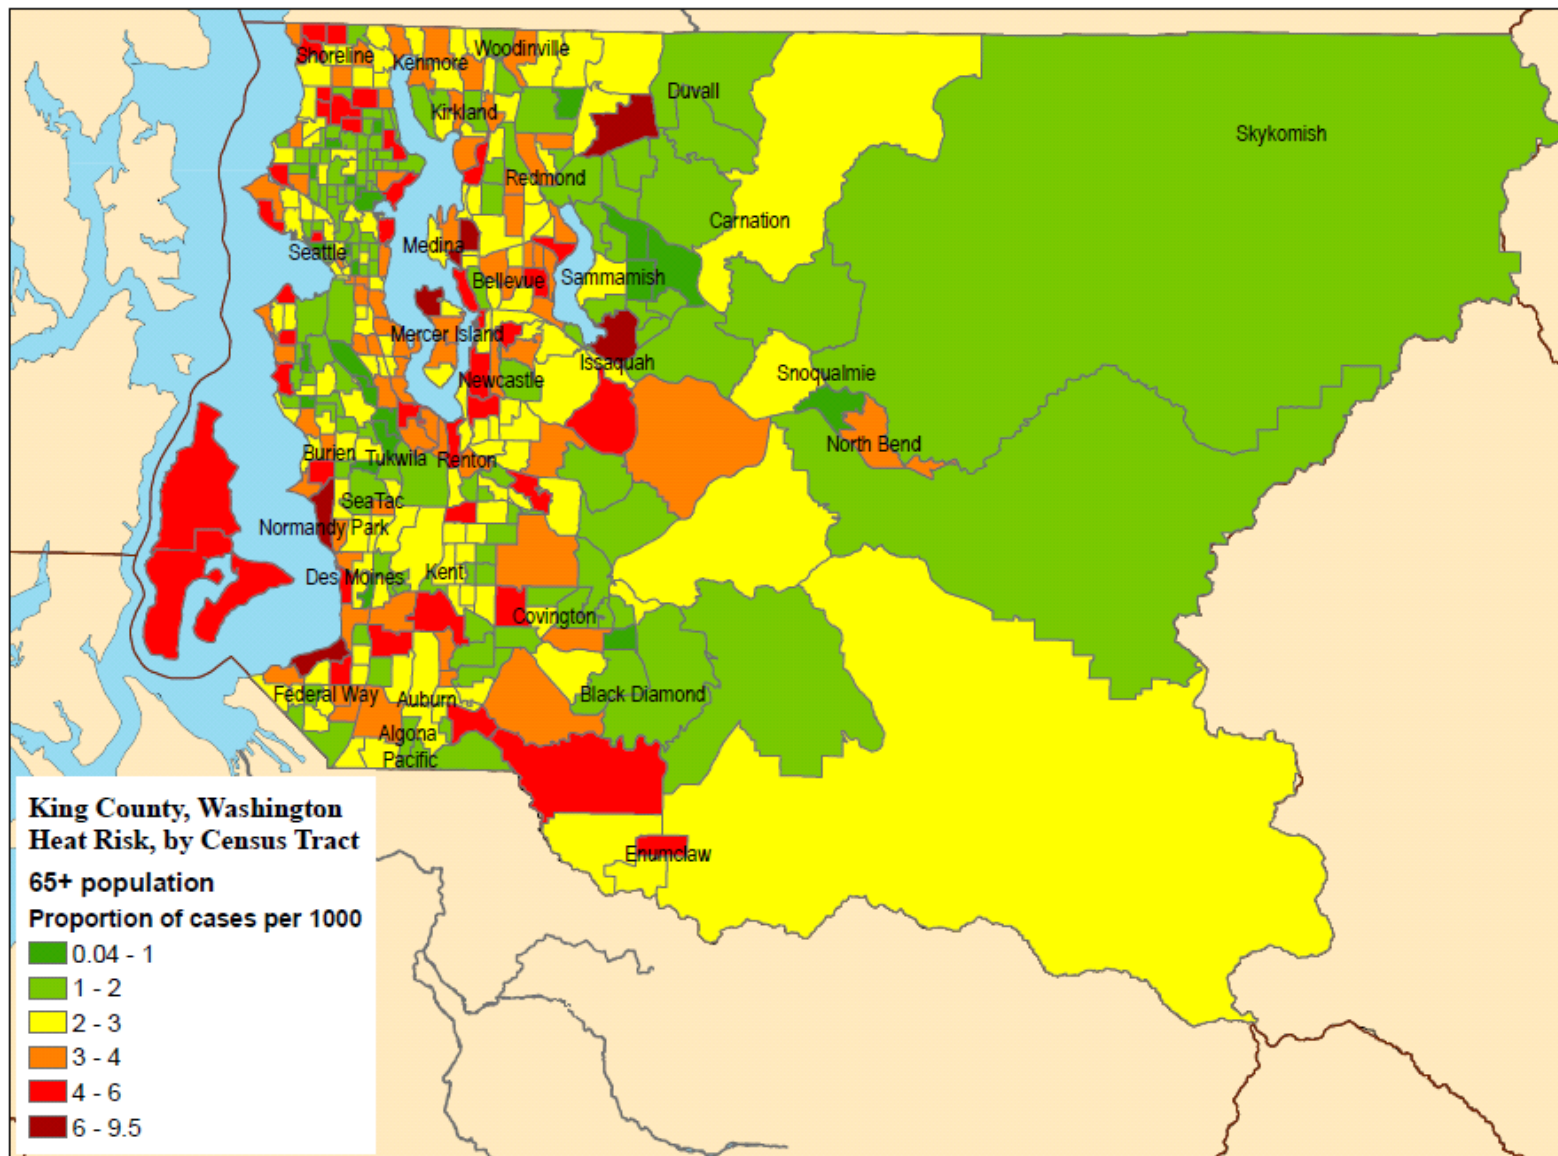 Shoreline
Kenmore
Woodinville
Duvall
Kirkland
Skykomish
Redmond
Carnation
Medina
Seattle
Bellevue
Sammamish
Mercer Island
Issaquah
Newcastle
Snoqualmie
North Bend
Burien
Tukwila
Renton
SeaTac
Normandy Park
Des Moines
Kent
Covington
Federal Way
Auburn
Black Diamond
Algona
Pacific
Enumclaw
King County, Washington
Heat Risk, by Census Tract
65+ population
Proportion of cases per 1000
0.04 - 1
1 - 2
2 - 3
3 - 4
4 - 6
6 - 9.5